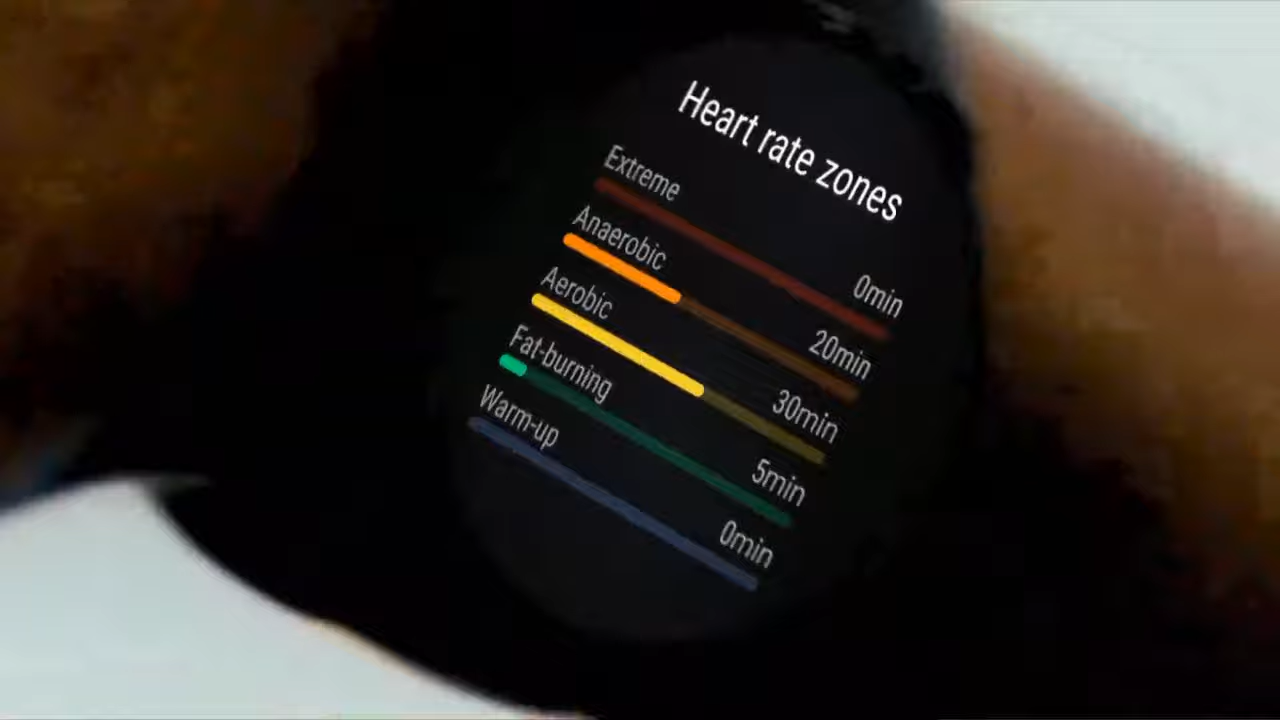 Heart rate zones
Extreme
0min
Anaerobic
20min
Aerobic
30min
Fat-burning
5min
Warm-up
0min